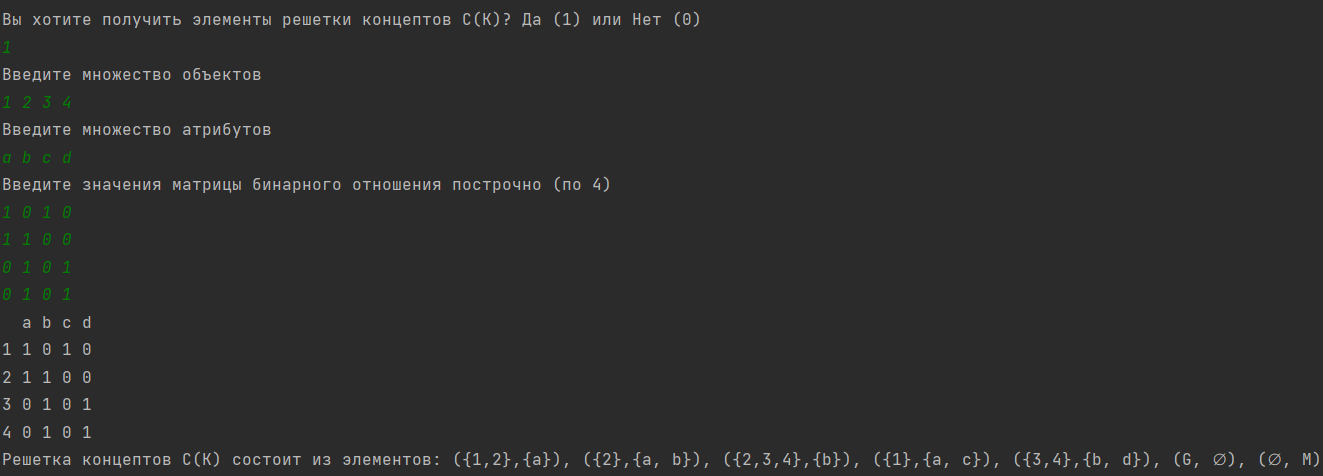 Вы хотите получить элементы решетки концептов C(K)? Да (1) или Нет (0)
1
Введите множество объектов
1 2 3 4
Введите множество атрибутов
a b c d
Введите значения матрицы бинарного отношения построчно (по 4)
1 0 1 0
1 1 0 0
0 1 0 1
0 1 0 1
  a b c d
1 1 0 1 0
2 1 1 0 0
3 0 1 0 1
4 0 1 0 1
Решетка концептов C(K) состоит из элементов: ({1,2},{a}), ({2},{a, b}), ({2,3,4},{b}), ({1},{a, c}), ({3,4},{b, d}), (G, ∅), (∅, M)